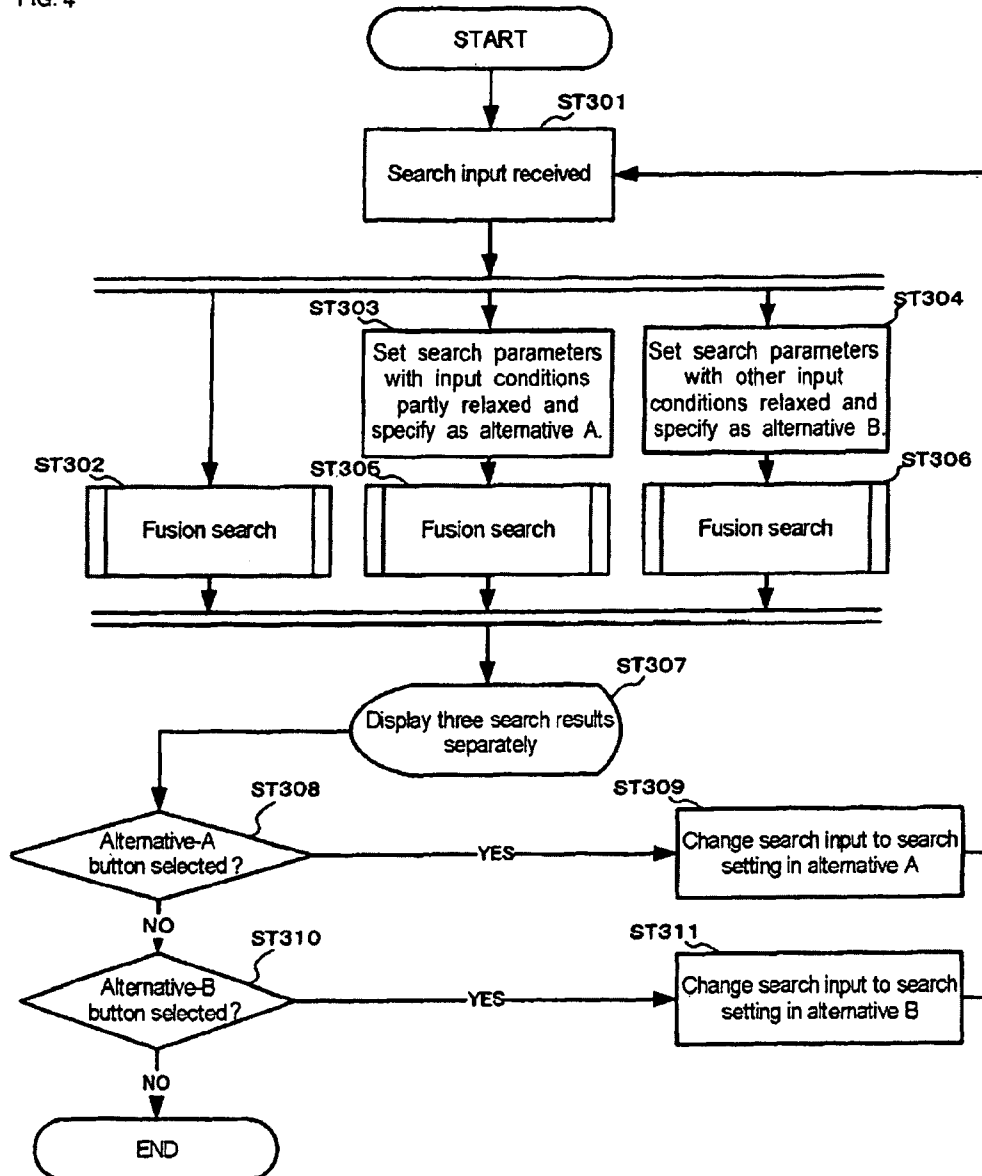 FIG. 4
START
ST301
Search input received
ST303
ST304
Set search parameters
with input conditions
partly relaxed and
specify as alternative A.
Set search parameters
with other input
conditions relaxed and
specify as alternative B.
ST302
ST305
ST306
Fusion search
Fusion search
Fusion search
ST307
Display three search results
separately
ST308
ST309
Alternative-A
button selected?
YES
Change search input to search
setting in alternative A
NO
ST310
ST311
Alternative-B
button selected?
YES
Change search input to search
setting in alternative B
NO
END